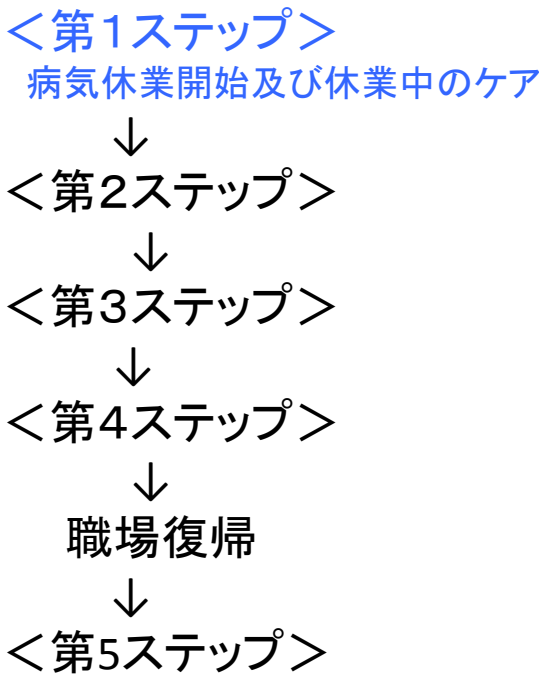 ＜第１ステップ＞
病気休業開始及び休業中のケア
↓
＜第２ステップ＞
↓
＜第３ステップ＞
↓
＜第４ステップ＞
↓
職場復帰
↓
＜第5ステップ＞